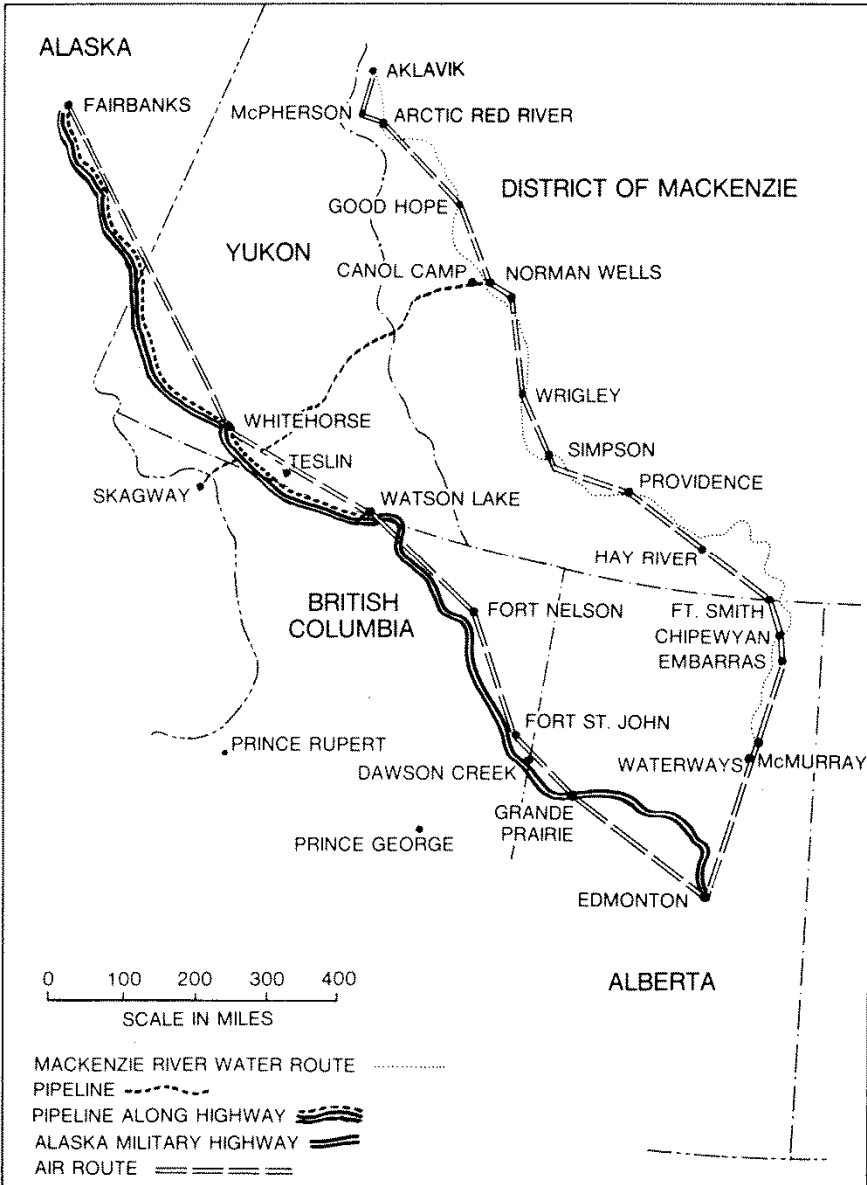 ALASKA
AKLAVIK
FAIRBANKS
McPHERSON
ARCTIC RED RIVER
DISTRICT OF MACKENZIE
GOOD HOPE
YUKON
CANOL CAMP
NORMAN WELLS
WRIGLEY
WHITEHORSE
SIMPSON
TESLIN
SKAGWAY
PROVIDENCE
WATSON LAKE
HAY RIVER
BRITISH
COLUMBIA
FORT NELSON
FT. SMITH
CHIPEWYAN
EMBARRAS
FORT ST. JOHN
PRINCE RUPERT
DAWSON CREEK
WATERWAYS
McMURRAY
GRANDE
PRAIRIE
PRINCE GEORGE
EDMONTON
ALBERTA
0 100 200 300 400
SCALE IN MILES
MACKENZIE RIVER WATER ROUTE
PIPELINE
PIPELINE ALONG HIGHWAY
ALASKA MILITARY HIGHWAY
AIR ROUTE